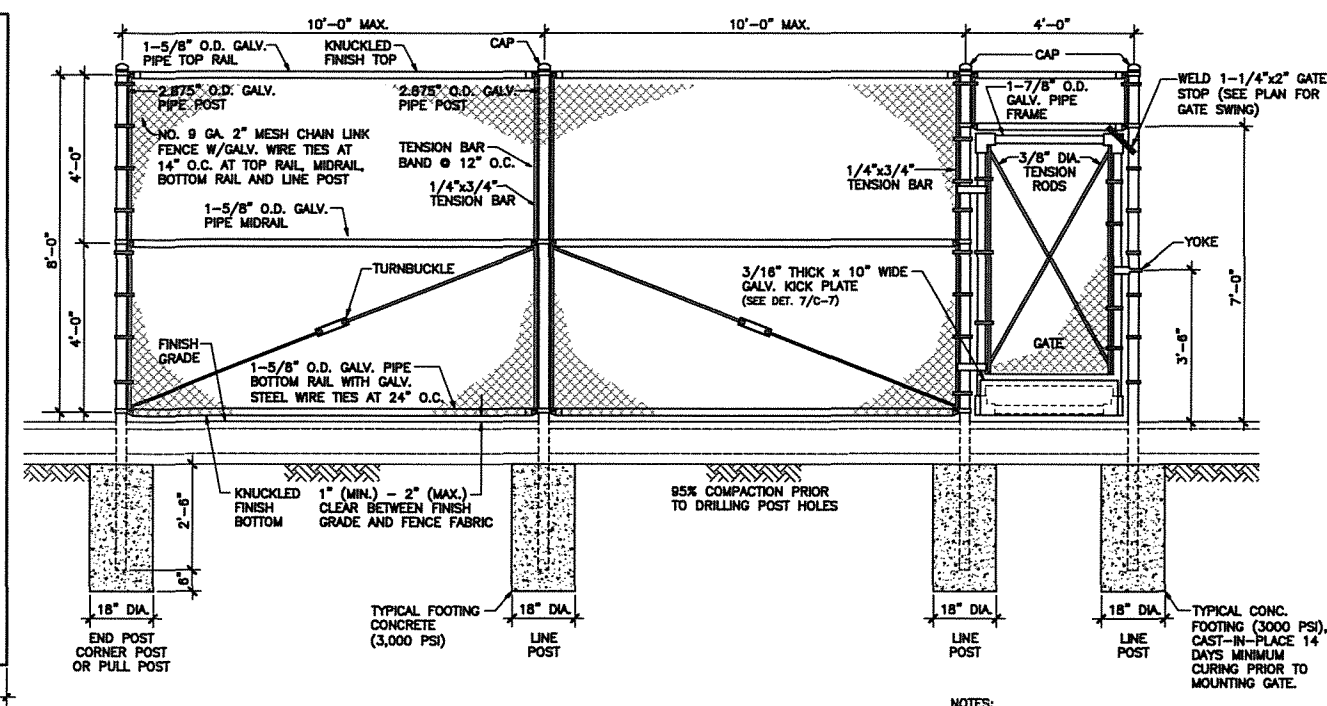 10'-0" MAX.
10'-0" MAX.
4'-0"
1-5/8" O.D. GALV.
PIPE TOP RAIL
KNUCKLED
FINISH TOP
CAP
CAP
2.875" O.D. GALV.
PIPE POST
2.875" O.D. GALV.
PIPE POST
1-7/8" O.D.
GALV. PIPE
FRAME
WELD 1-1/4"x2" GATE
STOP (SEE PLAN FOR
GATE SWING)
NO. 9 GA. 2" MESH CHAIN LINK
FENCE W/GALV. WIRE TIES AT
14" O.C. AT TOP RAIL, MIDRAIL,
BOTTOM RAIL AND LINE POST
TENSION BAR
BAND @ 12" O.C.
1/4"x3/4"
TENSION BAR
1/4"x3/4"
TENSION BAR
3/8" DIA.
TENSION
RODS
4'-0"
8'-0"
4'-0"
1-5/8" O.D. GALV.
PIPE MIDRAIL
TURNBUCKLE
3/16" THICK x 10" WIDE
GALV. KICK PLATE
(SEE DET. 7/C-7)
YOKE
7'-0"
3'-6"
GATE
FINISH
GRADE
1-5/8" O.D. GALV. PIPE
BOTTOM RAIL WITH GALV.
STEEL WIRE TIES AT 24" O.C.
KNUCKLED
FINISH
BOTTOM
1" (MIN.) - 2" (MAX.)
CLEAR BETWEEN FINISH
GRADE AND FENCE FABRIC
95% COMPACTION PRIOR
TO DRILLING POST HOLES
2'-6"
6"
18" DIA.
END POST
CORNER POST
OR PULL POST
TYPICAL FOOTING
CONCRETE
(3,000 PSI)
18" DIA.
LINE
POST
18" DIA.
LINE
POST
18" DIA.
LINE
POST
TYPICAL CONC.
FOOTING (3000 PSI),
CAST-IN-PLACE 14
DAYS MINIMUM
CURING PRIOR TO
MOUNTING GATE.
NOTES: